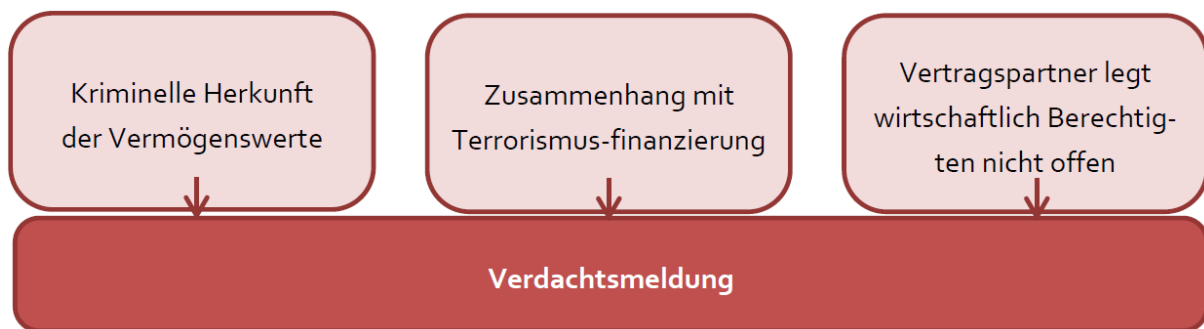 Kriminelle Herkunft
der Vermögenswerte
Zusammenhang mit
Terrorismus-finanzierung
Vertragspartner legt
wirtschaftlich Berechtig-
ten nicht offen
Verdachtsmeldung